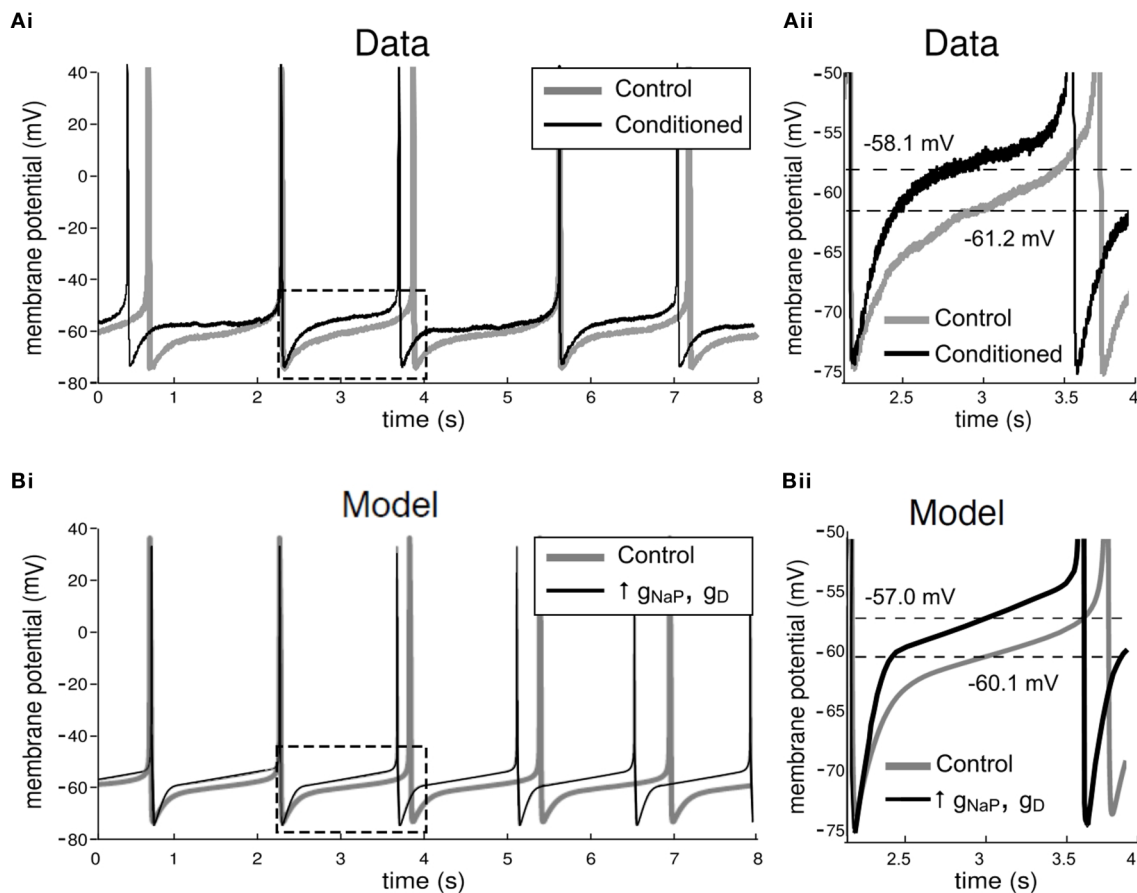 Ai
Data
membrane potential (mV)
40
20
0
-20
-40
-60
-80
0 1 2 3 4 5 6 7 8
time (s)
Control
Conditioned
Aii
Data
membrane potential (mV)
-50
-55
-60
-65
-70
-75
2.5 3 3.5 4
time (s)
-58.1 mV
-61.2 mV
Control
Conditioned
Bi
Model
membrane potential (mV)
40
20
0
-20
-40
-60
-80
0 1 2 3 4 5 6 7 8
time (s)
Control
↑ gNaP, gD
Bii
Model
membrane potential (mV)
-50
-55
-60
-65
-70
-75
2.5 3 3.5 4
time (s)
-57.0 mV
-60.1 mV
Control
↑ gNaP, gD